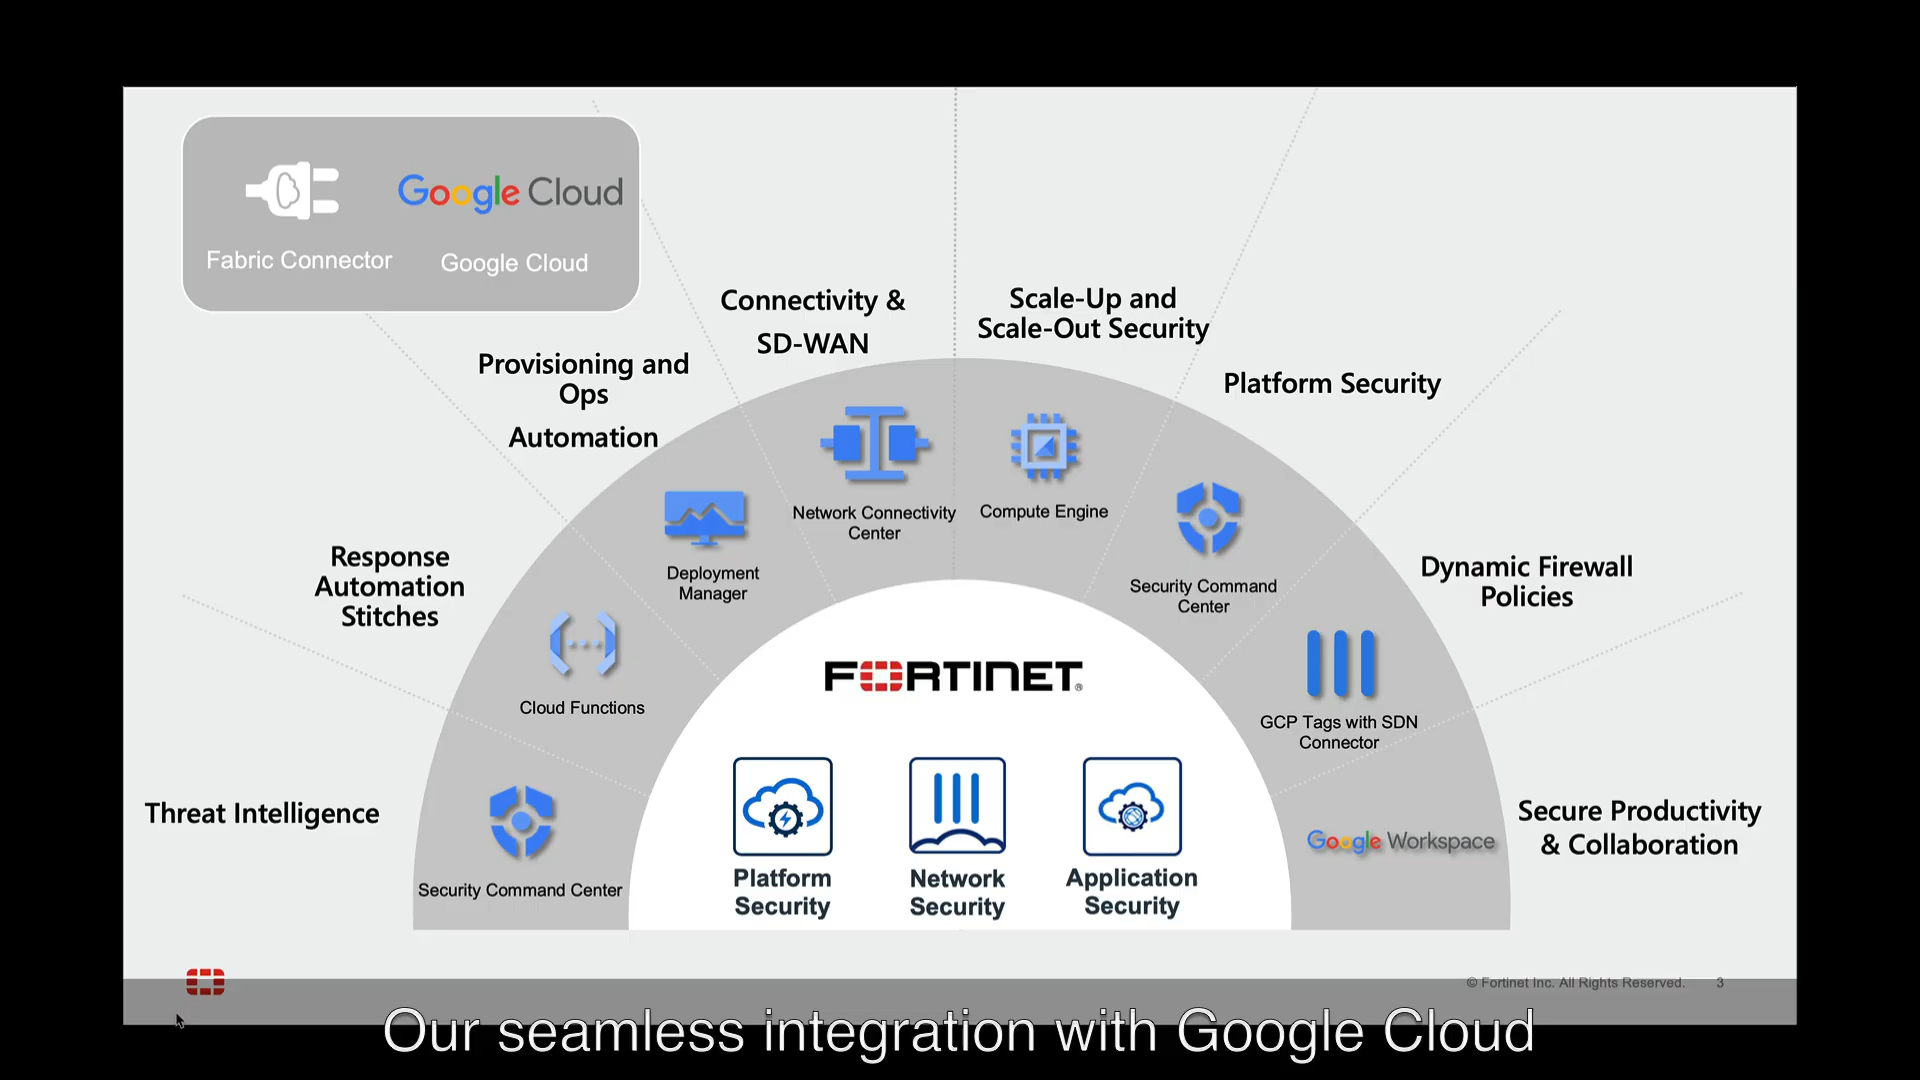 Google Cloud
Fabric Connector
Google Cloud
Connectivity &
SD-WAN
Scale-Up and
Scale-Out Security
Provisioning and
Ops
Automation
Platform Security
Network Connectivity
Center
Compute Engine
Deployment
Manager
Security Command
Center
Response
Automation
Stitches
Dynamic Firewall
Policies
Cloud Functions
FORTINET®
GCP Tags with SDN
Connector
Threat Intelligence
Security Command Center
Google Workspace
Secure Productivity
& Collaboration
Platform
Security
Network
Security
Application
Security
© Fortinet Inc. All Rights Reserved. 3
Our seamless integration with Google Cloud